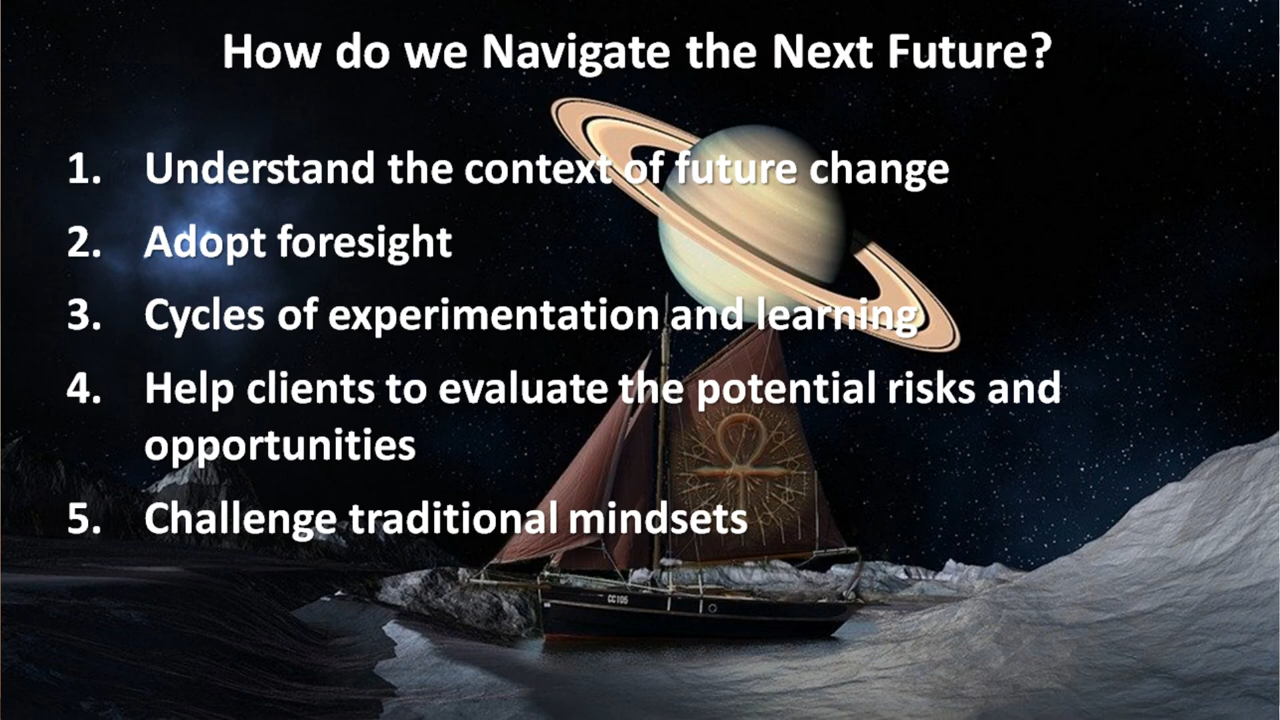 How do we Navigate the Next Future?
1. Understand the context of future change
2. Adopt foresight
3. Cycles of experimentation and learning
4. Help clients to evaluate the potential risks and
opportunities
5. Challenge traditional mindsets
CC105